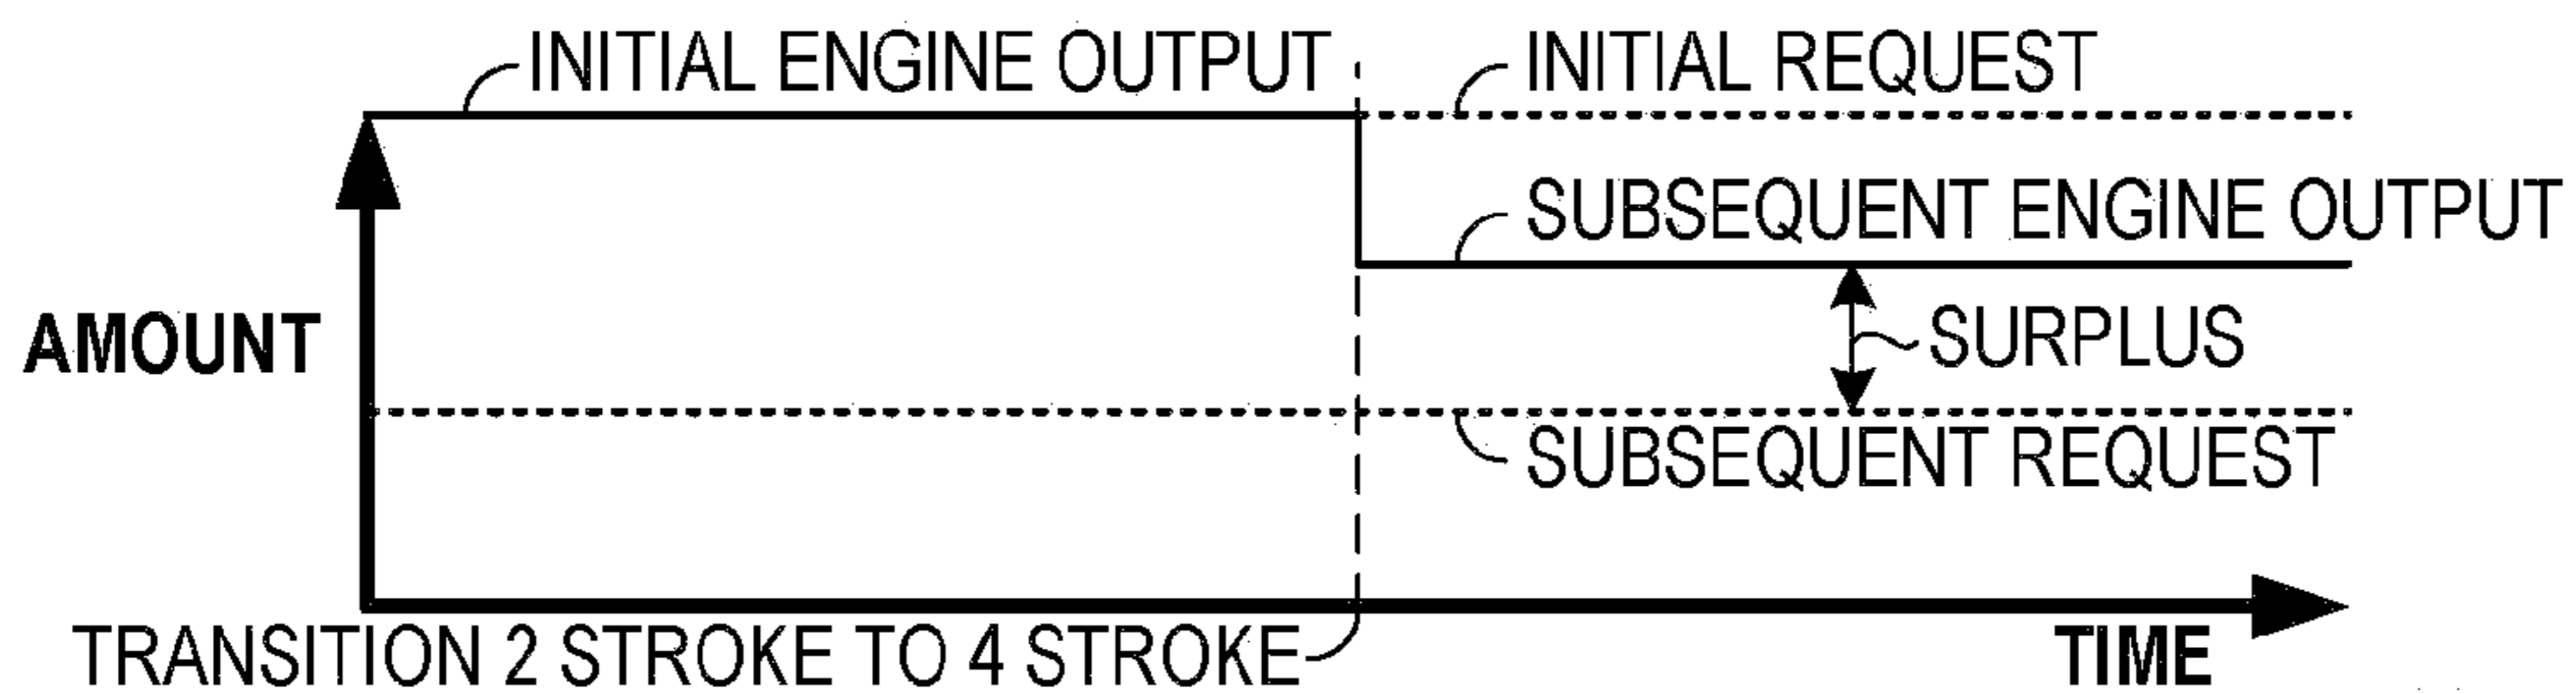 INITIAL ENGINE OUTPUT
INITIAL REQUEST
SUBSEQUENT ENGINE OUTPUT
AMOUNT
SURPLUS
SUBSEQUENT REQUEST
TRANSITION 2 STROKE TO 4 STROKE
TIME